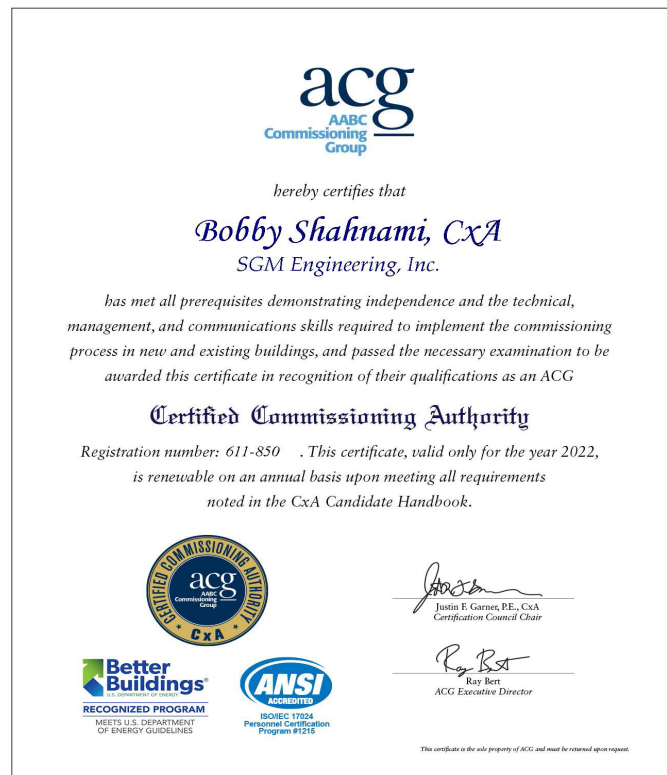 acg
AABC
Commissioning
Group
hereby certifies that
Bobby Shahnami, CxA
SGM Engineering, Inc.
has met all prerequisites demonstrating independence and the technical,
management, and communications skills required to implement the commissioning
process in new and existing buildings, and passed the necessary examination to be
awarded this certificate in recognition of their qualifications as an ACG
Certified Commissioning Authority
Registration number: 611-850 . This certificate, valid only for the year 2022,
is renewable on an annual basis upon meeting all requirements
noted in the CxA Candidate Handbook.
CERTIFIED COMMISSIONING AUTHORITY
acg
AABC
Commissioning
Group
CxA
Justin F. Garner, P.E., CxA
Certification Council Chair
Ray Bert
Ray Bert
ACG Executive Director
Better
Buildings®
U.S. DEPARTMENT OF ENERGY
RECOGNIZED PROGRAM
MEETS U.S. DEPARTMENT
OF ENERGY GUIDELINES
ANSI
ACCREDITED
ISO/IEC 17024
Personnel Certification
Program #1215
This certificate is the sole property of ACG and must be returned upon request.